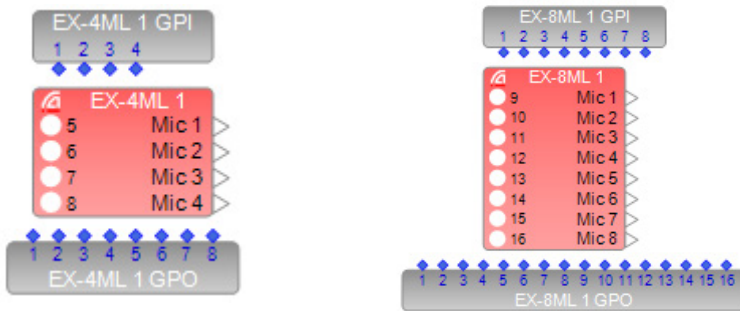 EX-4ML 1 GPI
1 2 3 4
EX-4ML 1
5 Mic 1
6 Mic 2
7 Mic 3
8 Mic 4
1 2 3 4 5 6 7 8
EX-4ML 1 GPO
EX-8ML 1 GPI
1 2 3 4 5 6 7 8
EX-8ML 1
9 Mic 1
10 Mic 2
11 Mic 3
12 Mic 4
13 Mic 5
14 Mic 6
15 Mic 7
16 Mic 8
1 2 3 4 5 6 7 8 9 10 11 12 13 14 15 16
EX-8ML 1 GPO